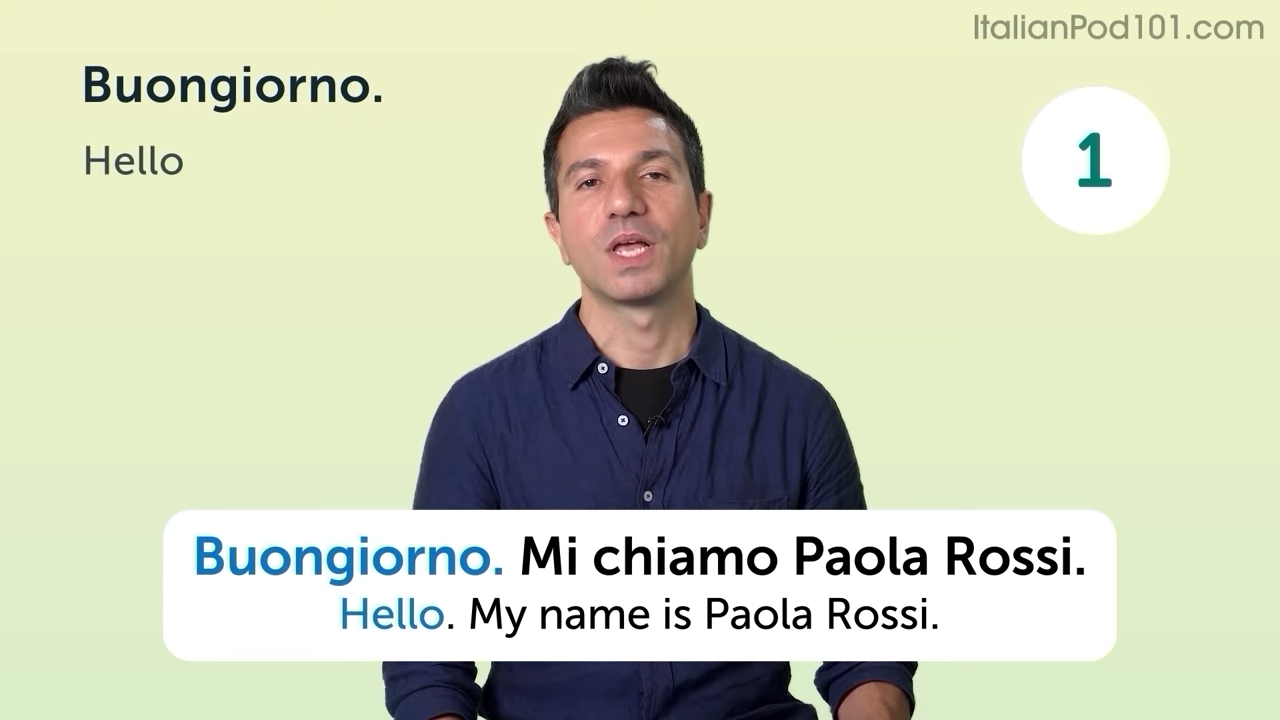 ItalianPod101.com
Buongiorno.
Hello
1
Buongiorno. Mi chiamo Paola Rossi.
Hello. My name is Paola Rossi.